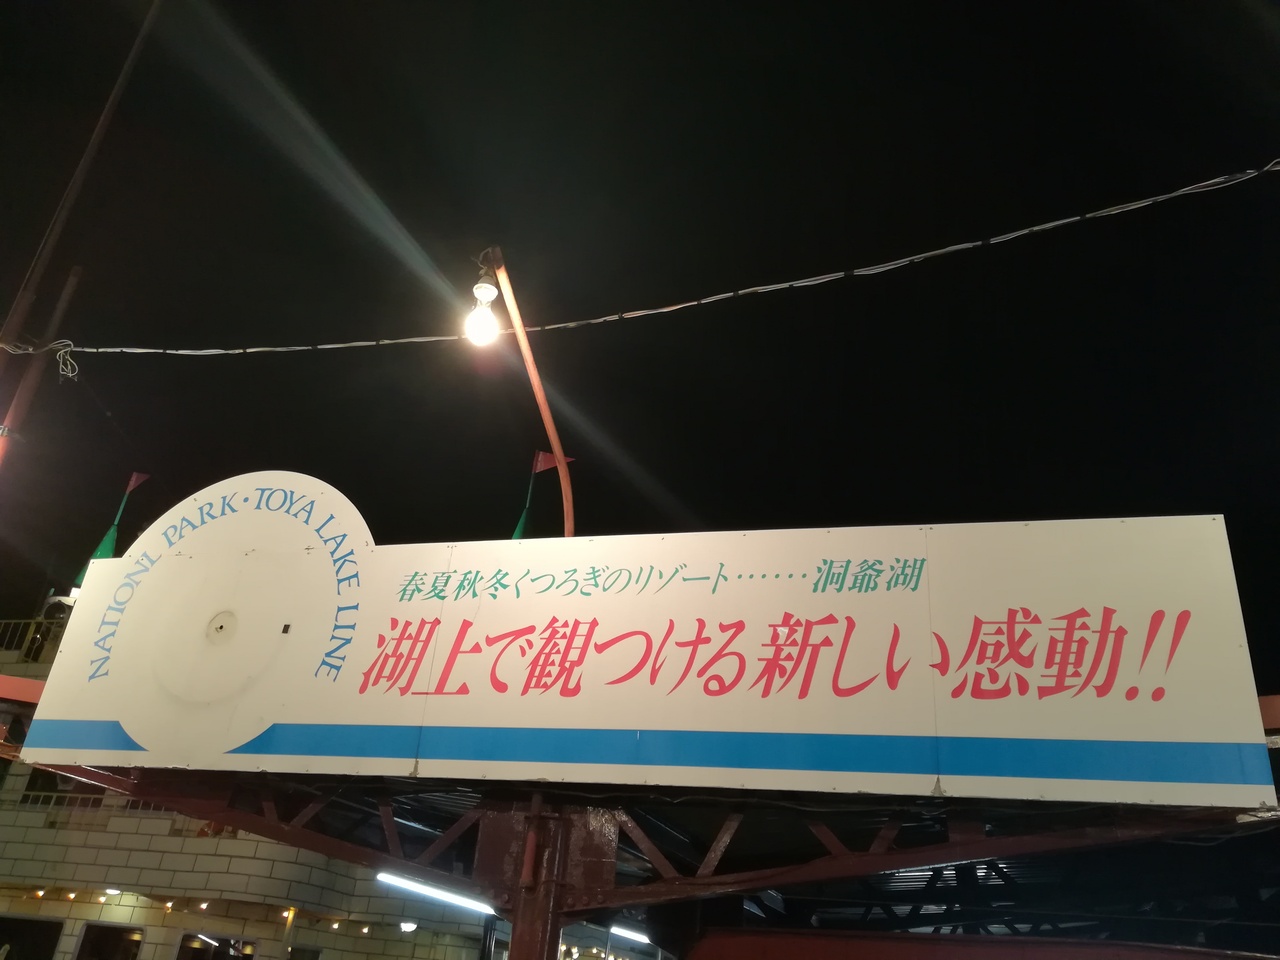 NATIONL PARK・TOYA LAKE LINE
春夏秋冬くつろぎのリゾート……洞爺湖
湖上で観つける新しい感動!!